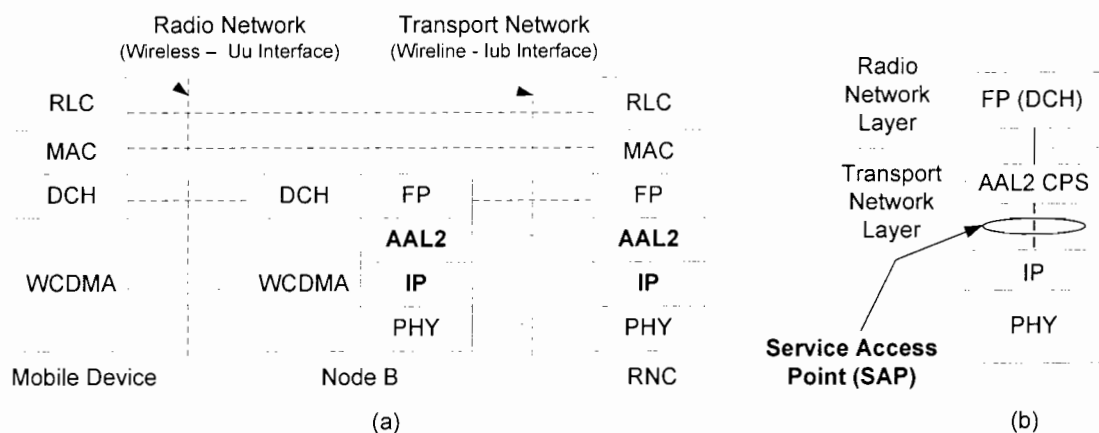 Radio Network
(Wireless – Uu Interface)
Transport Network
(Wireline - Iub Interface)
RLC
RLC
MAC
MAC
DCH
DCH
FP
FP
AAL2
AAL2
WCDMA
WCDMA
IP
IP
PHY
PHY
Mobile Device
Node B
RNC
(a)
Radio
Network
Layer
FP (DCH)
Transport
Network
Layer
AAL2 CPS
IP
PHY
Service Access
Point (SAP)
(b)